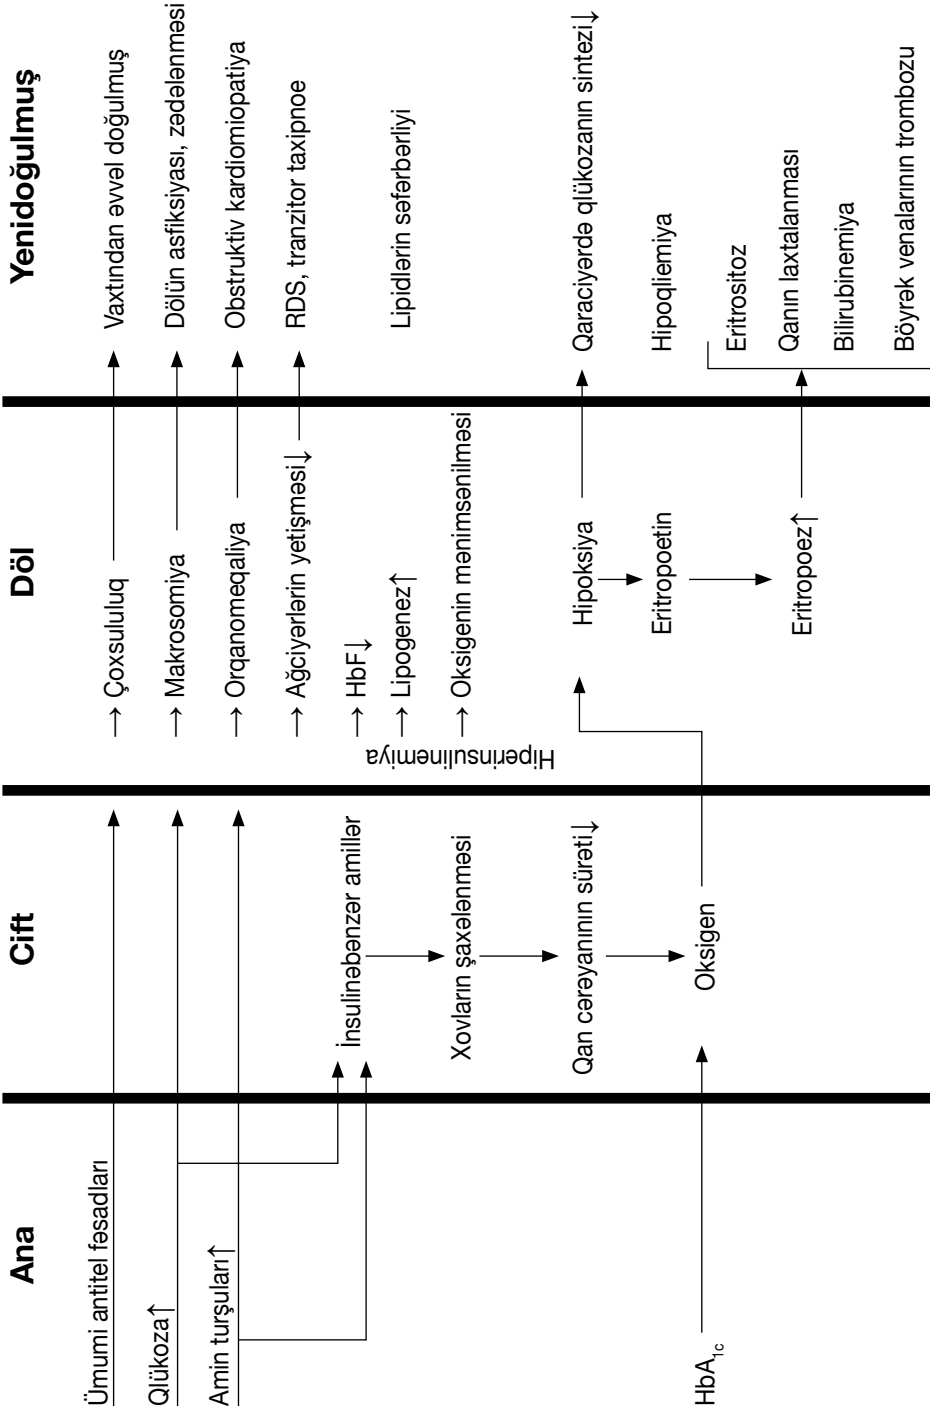 Ana
Ümumi antitel fəsadları
Qlükoza↑
Amin turşuları↑
HbA1c
Cift
İnsulinəbənzər amillər
Xovların şaxələnməsi
Qan cərəyanının sürəti↓
Oksigen
Döl
Hiperinsulinemiya
→ Çoxsululuq
→ Makrosomiya
→ Orqanomeqaliya
→ Ağciyərlərin yetişməsi↓
→ HbF↓
→ Lipogenez↑
→ Oksigenin mənimsənilməsi
Hipoksiya
Eritropoetin
Eritropoez↑
Yenidoğulmuş
Vaxtından əvvəl doğulmuş
Dölün asfiksiyası, zədələnməsi
Obstruktiv kardiomiopatiya
RDS, tranzitor taxipnoe
Lipidlərin səfərbərliyi
Qaraciyərdə qlükozanın sintezi↓
Hipoqliemiya
Eritrositoz
Qanın laxtalanması
Bilirubinemiya
Böyrək venalarının trombozu